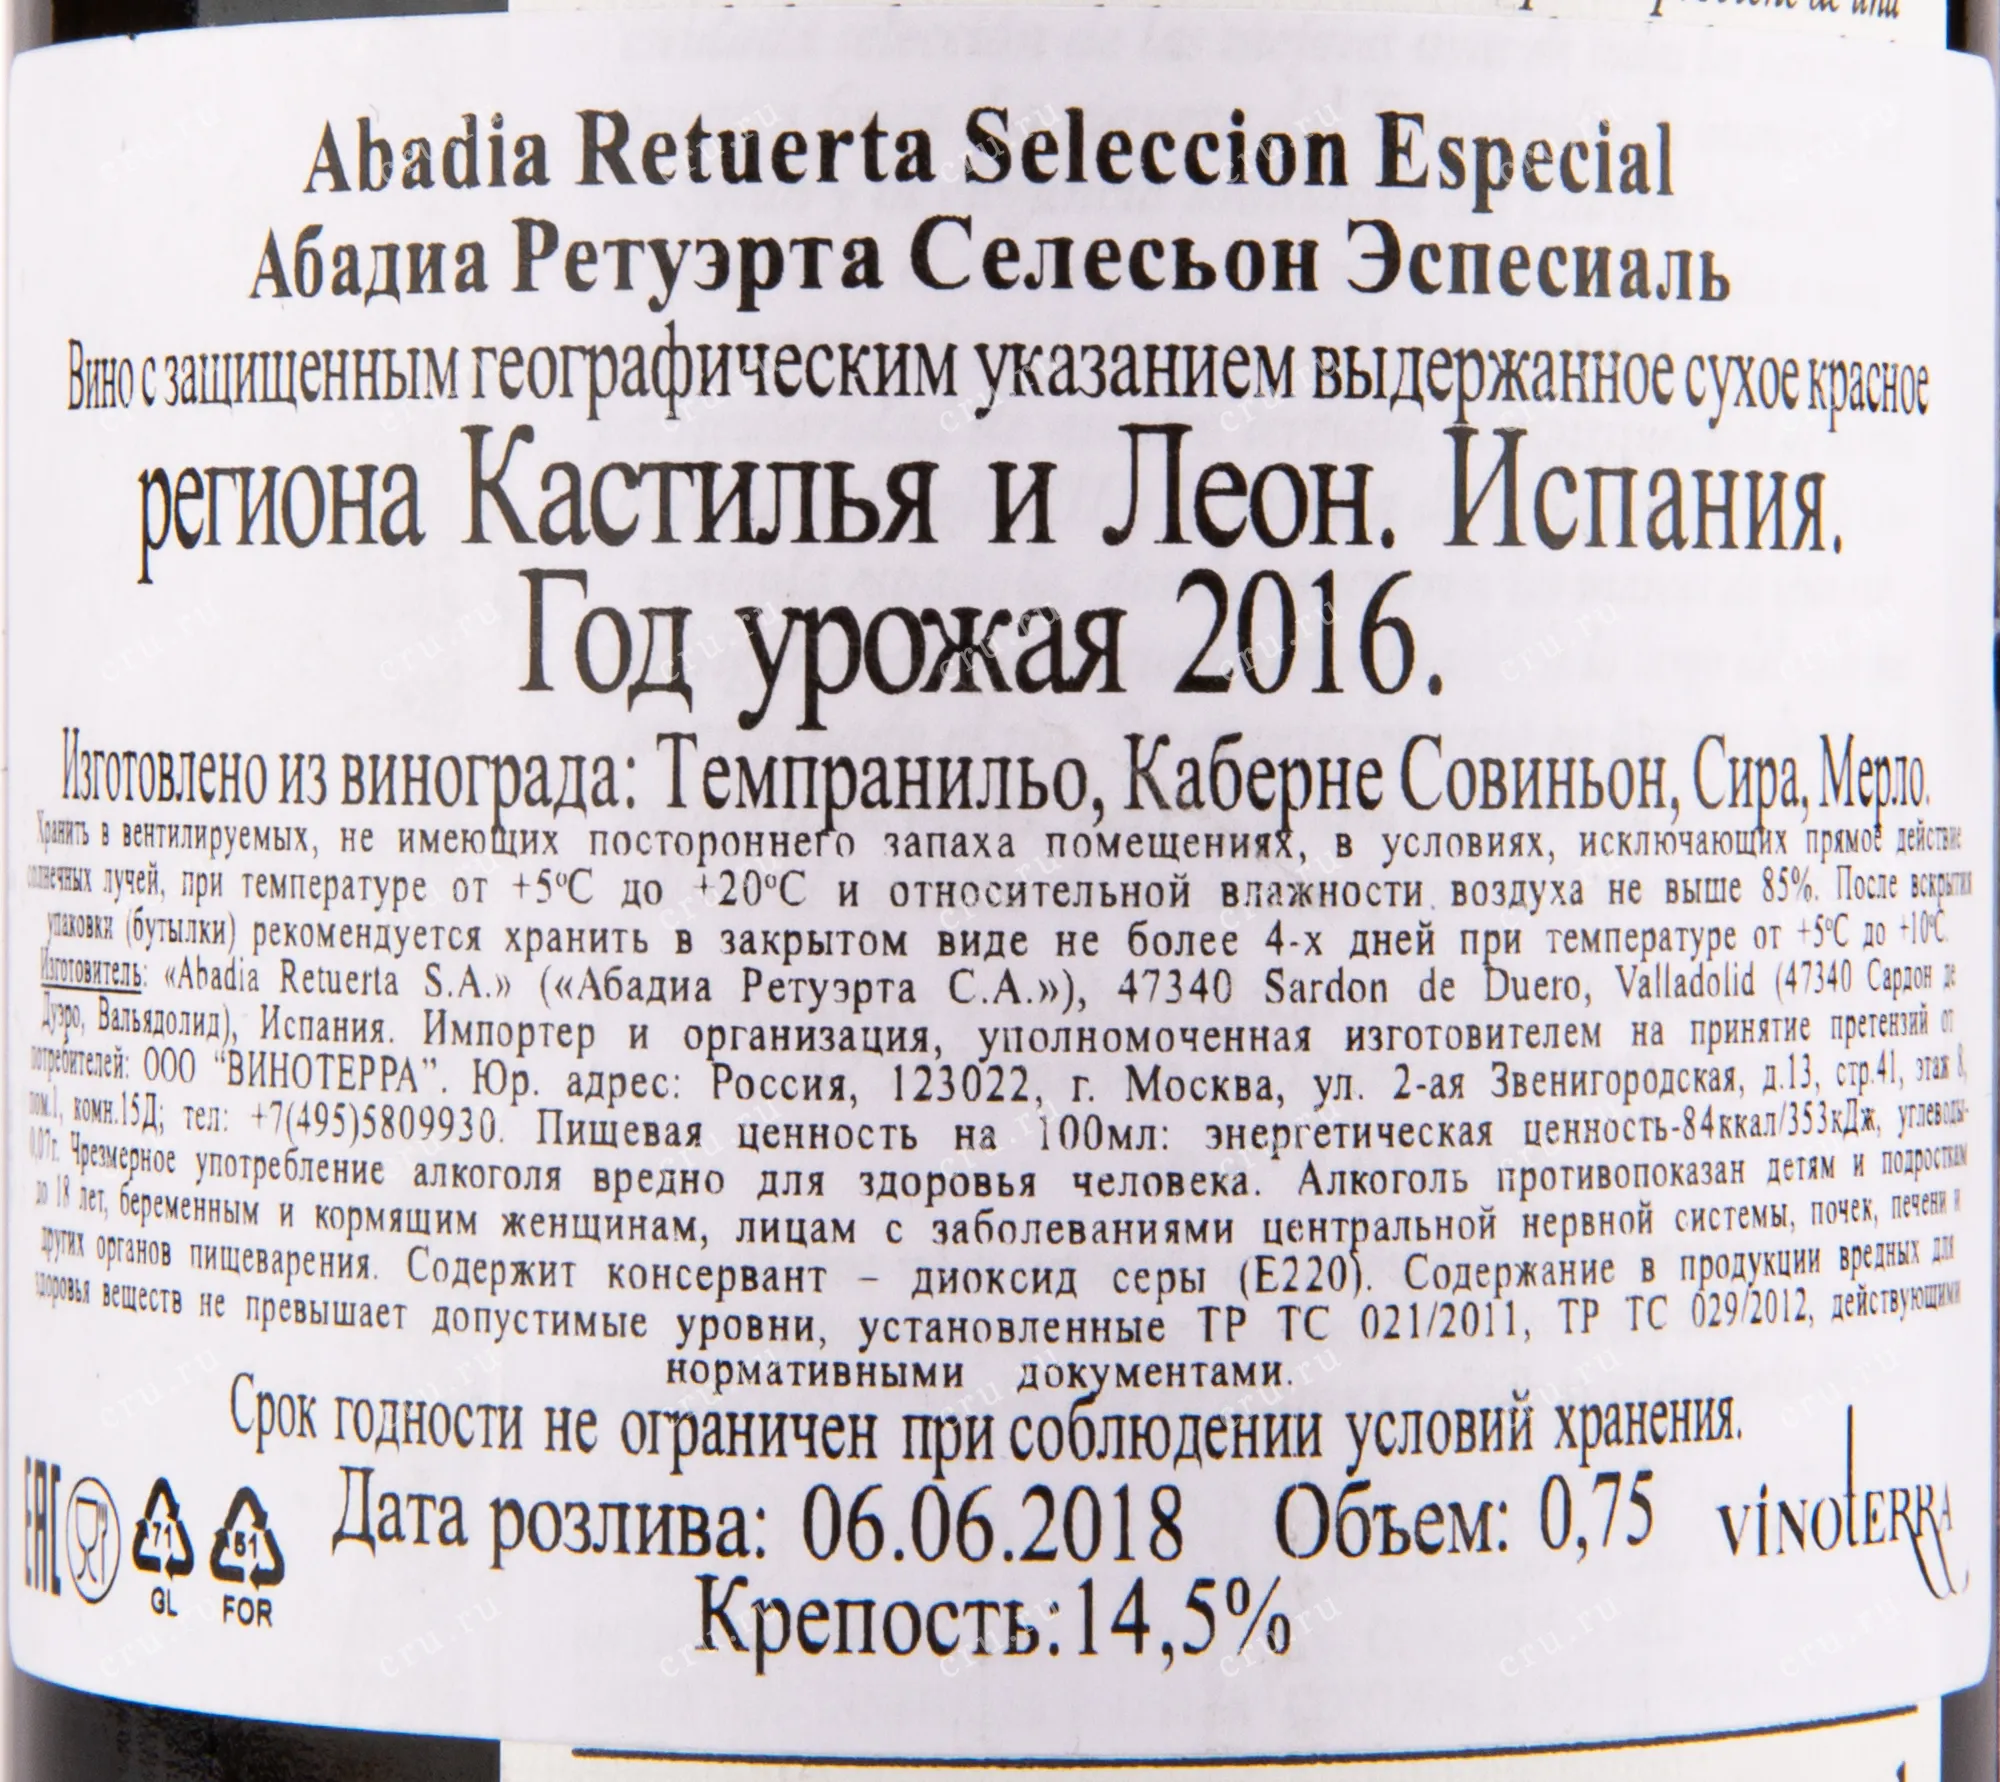 de una
Abadia Retuerta Seleccion Especial
Абадиа Ретуэрта Селесьон Эспесиаль
Вино с защищенным географическим указанием выдержанное сухое красное
региона Кастилья и Леон. Испания.
Год урожая 2016.
Изготовлено из винограда: Темпранильо, Каберне Совиньон, Сира, Мерло.
Хранить в вентилируемых, не имеющих постороннего запаха помещениях, в условиях, исключающих прямое действие
солнечных лучей, при температуре от +5°С до +20°С и относительной влажности воздуха не выше 85%. После вскрытия
упаковки (бутылки) рекомендуется хранить в закрытом виде не более 4-х дней при температуре от +5°С до +10°С.
Изготовитель: «Abadia Retuerta S.A.» («Абадиа Ретуэрта С.А.»), 47340 Sardon de Duero, Valladolid (47340 Сардон де
Дуэро, Вальядолид), Испания. Импортер и организация, уполномоченная изготовителем на принятие претензий от
потребителей: ООО “ВИНОТЕРРА”. Юр. адрес: Россия, 123022, г. Москва, ул. 2-ая Звенигородская, д.13, стр.41, этаж 8,
пом.1, комн.15Д; тел: +7(495)5809930. Пищевая ценность на 100мл: энергетическая ценность-84ккал/353кДж, углеводы-
0,07г. Чрезмерное употребление алкоголя вредно для здоровья человека. Алкоголь противопоказан детям и подросткам
до 18 лет, беременным и кормящим женщинам, лицам с заболеваниями центральной нервной системы, почек, печени и
других органов пищеварения. Содержит консервант – диоксид серы (Е220). Содержание в продукции вредных для
здоровья веществ не превышает допустимые уровни, установленные ТР ТС 021/2011, ТР ТС 029/2012, действующими
нормативными документами.
Срок годности не ограничен при соблюдении условий хранения.
EAC 71 GL 51 FOR Дата розлива: 06.06.2018 Объем: 0,75 VINOTERRA
Крепость:14,5%
cru.ru